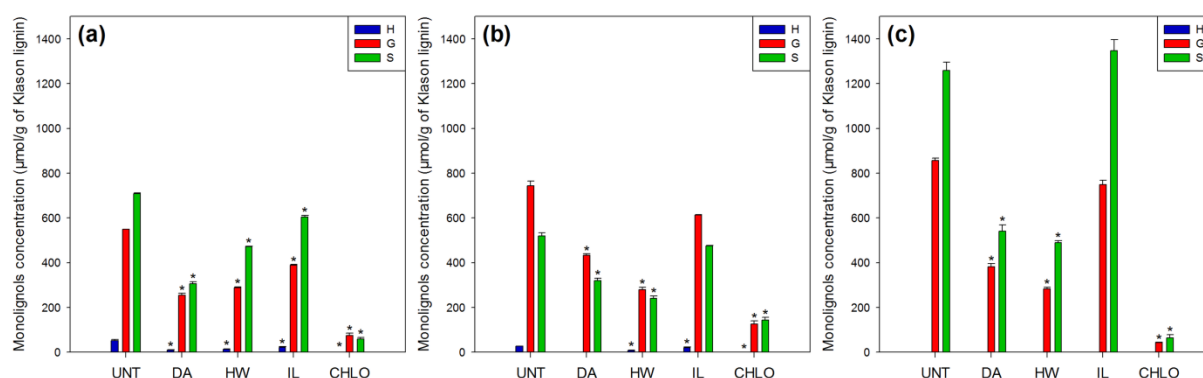 (a)
H
G
S
Monolignols concentration (µmol/g of Klason lignin)
1400
1200
1000
800
600
400
200
0
* * * * * * * * * * *
UNT DA HW IL CHLO
(b)
H
G
S
Monolignols concentration (µmol/g of Klason lignin)
1400
1200
1000
800
600
400
200
0
* * * * * * * * *
UNT DA HW IL CHLO
(c)
H
G
S
Monolignols concentration (µmol/g of Klason lignin)
1400
1200
1000
800
600
400
200
0
* * * * * *
UNT DA HW IL CHLO